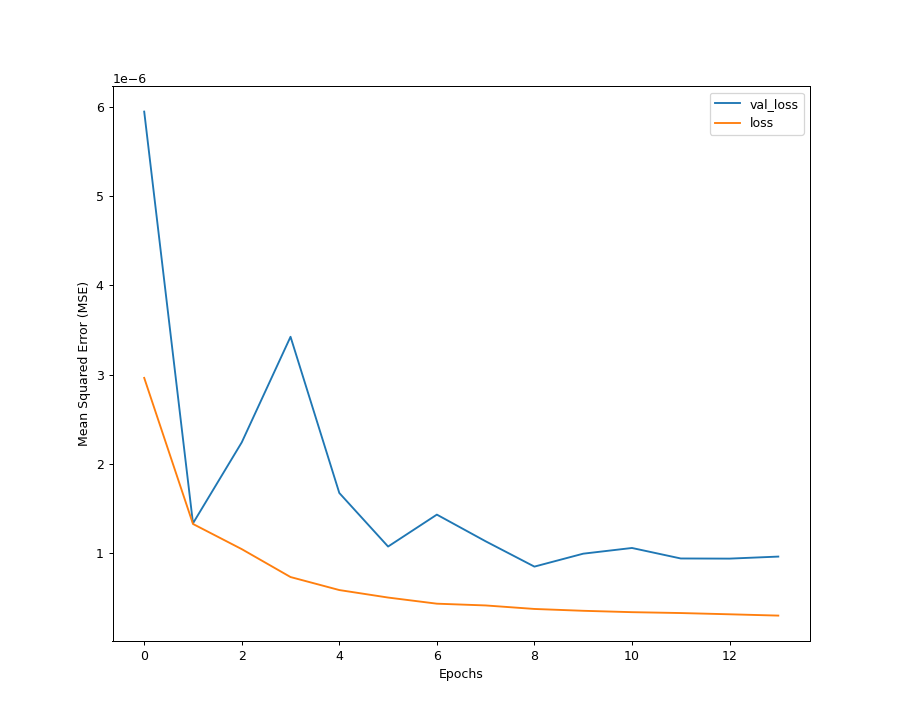 1e−6
val_loss
loss
6
5
4
3
2
1
Mean Squared Error (MSE)
0 2 4 6 8 10 12
Epochs